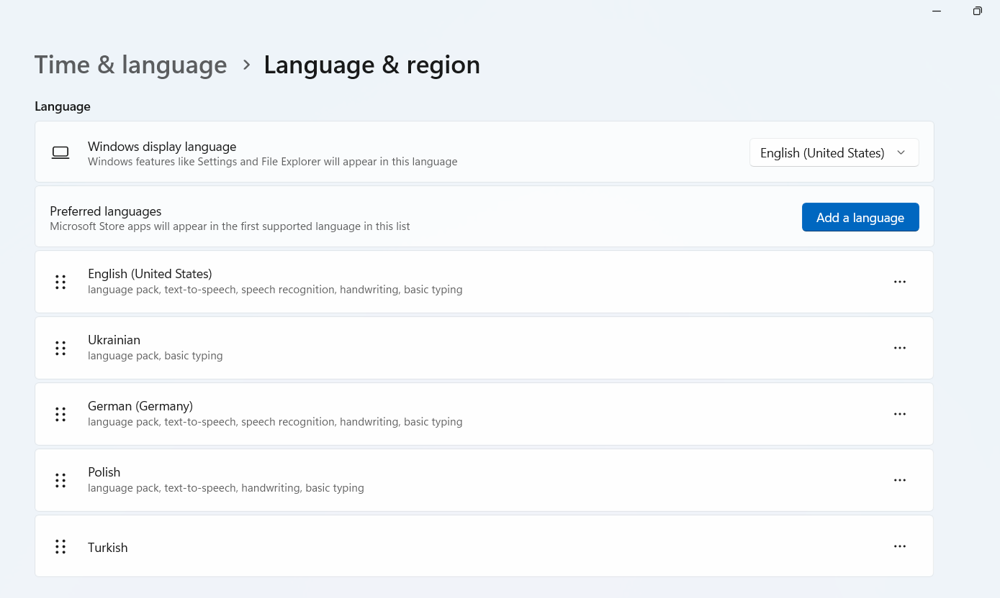 Time & language > Language & region
Language
Windows display language
Windows features like Settings and File Explorer will appear in this language
English (United States)
Preferred languages
Microsoft Store apps will appear in the first supported language in this list
Add a language
English (United States)
language pack, text-to-speech, speech recognition, handwriting, basic typing
Ukrainian
language pack, basic typing
German (Germany)
language pack, text-to-speech, speech recognition, handwriting, basic typing
Polish
language pack, text-to-speech, handwriting, basic typing
Turkish